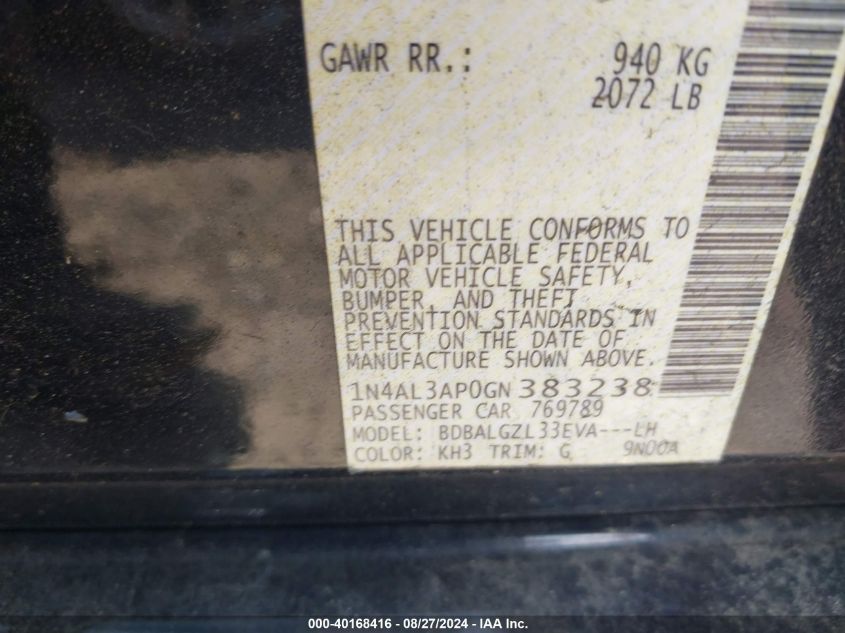 GAWR RR.: 940 KG
2072 LB
THIS VEHICLE CONFORMS TO
ALL APPLICABLE FEDERAL
MOTOR VEHICLE SAFETY,
BUMPER, AND THEFT
PREVENTION STANDARDS IN
EFFECT ON THE DATE OF
MANUFACTURE SHOWN ABOVE.
1N4AL3AP0GN 383238
PASSENGER CAR 769789
MODEL: BDBALGZL33EVA---LH
COLOR: KH3 TRIM: G 9N00A
000-40168416 - 08/27/2024 - IAA Inc.